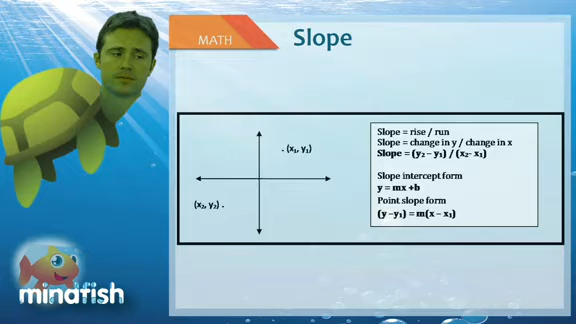 MATH
Slope
. (x₁, y₁)
(x₂, y₂) .
Slope = rise / run
Slope = change in y / change in x
Slope = (y₂ – y₁) / (x₂- x₁)
Slope intercept form
y = mx +b
Point slope form
(y –y₁) = m(x – x₁)
mindfish